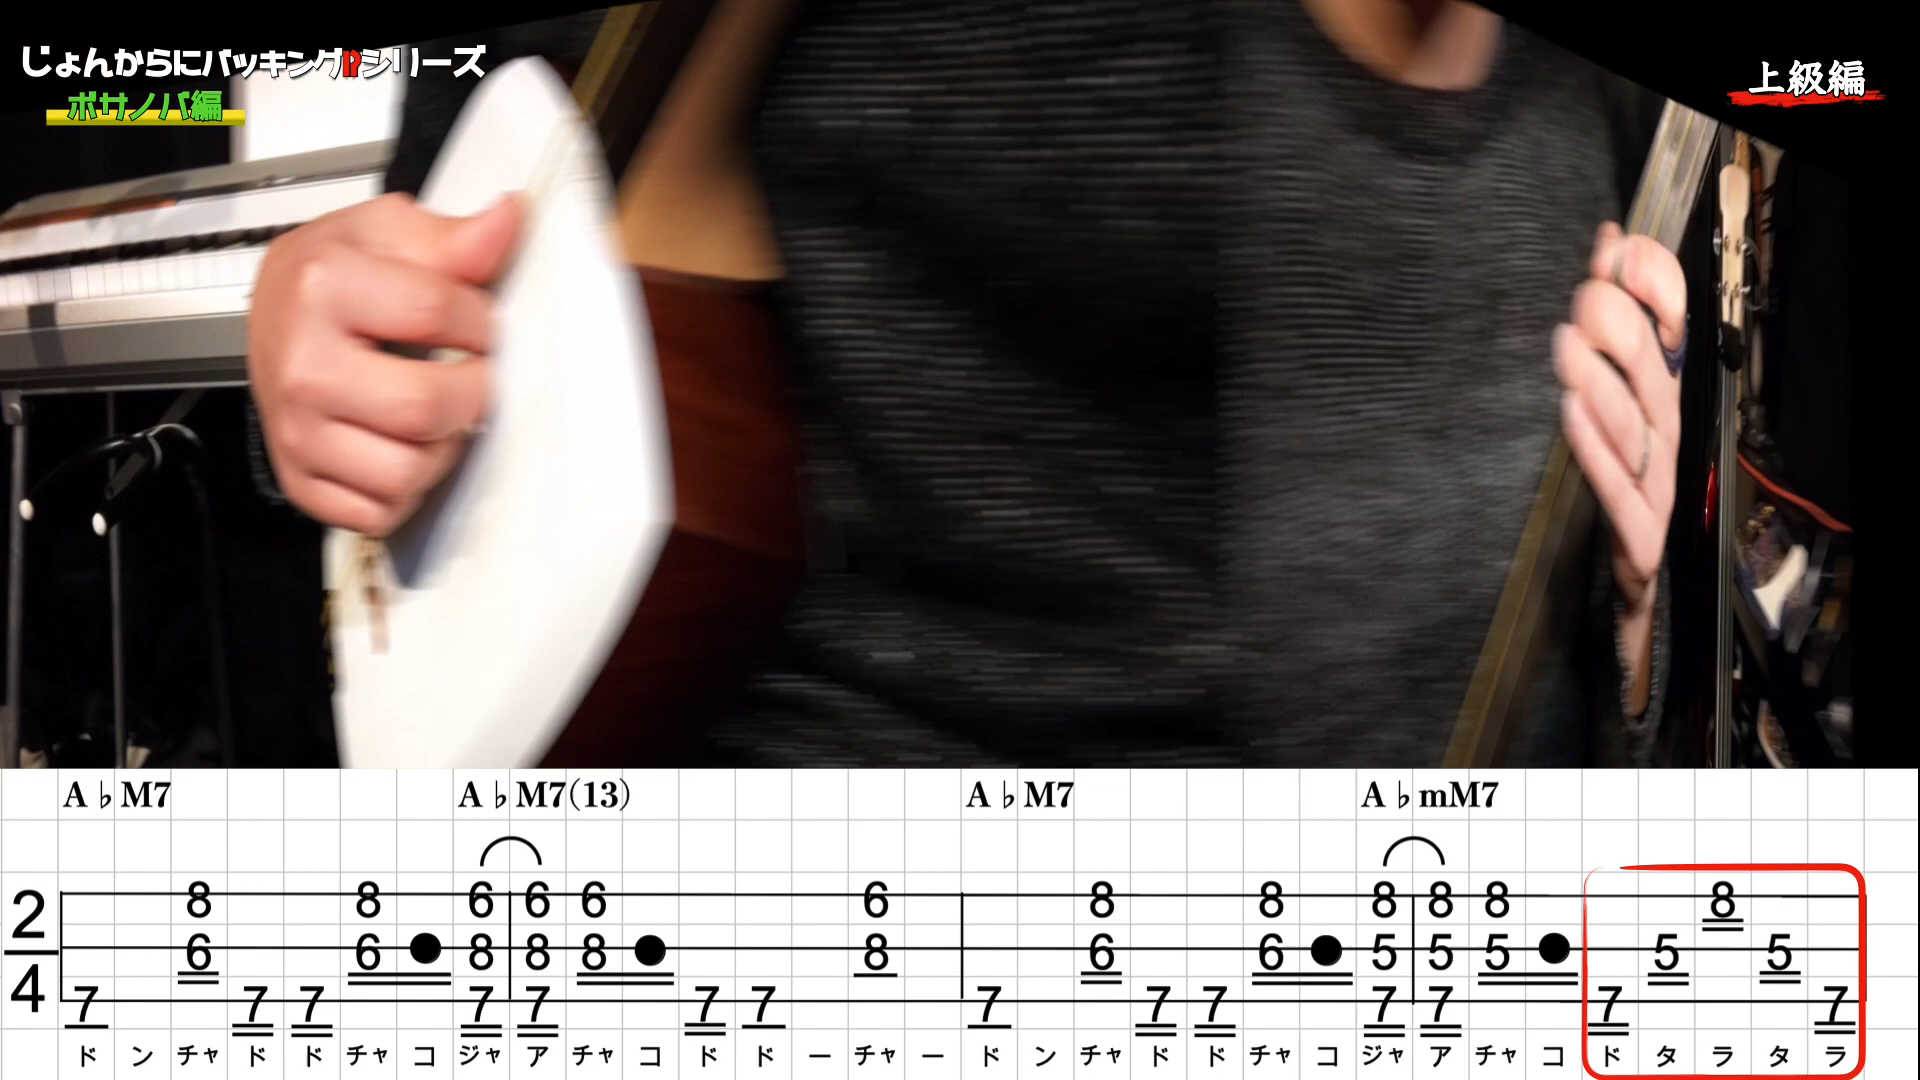 じょんからにバッキングPシリーズ
ボサノバ編
上級編
A♭M7 A♭M7(13) A♭M7 A♭mM7
8 8 6 6 6 6 8 8 8 8 8 8
2 6 6 ● 8 8 8 ● 8 6 6 ● 5 5 5 ● 5 5
4 7 7 7 7 7 7 7 7 7 7 7 7 7 7
ド ン チャ ド ド チャ コ ジャ ア チャ コ ド ド ー チャ ー ド ン チャ ド ド チャ コ ジャ ア チャ コ ド タ ラ タ ラ